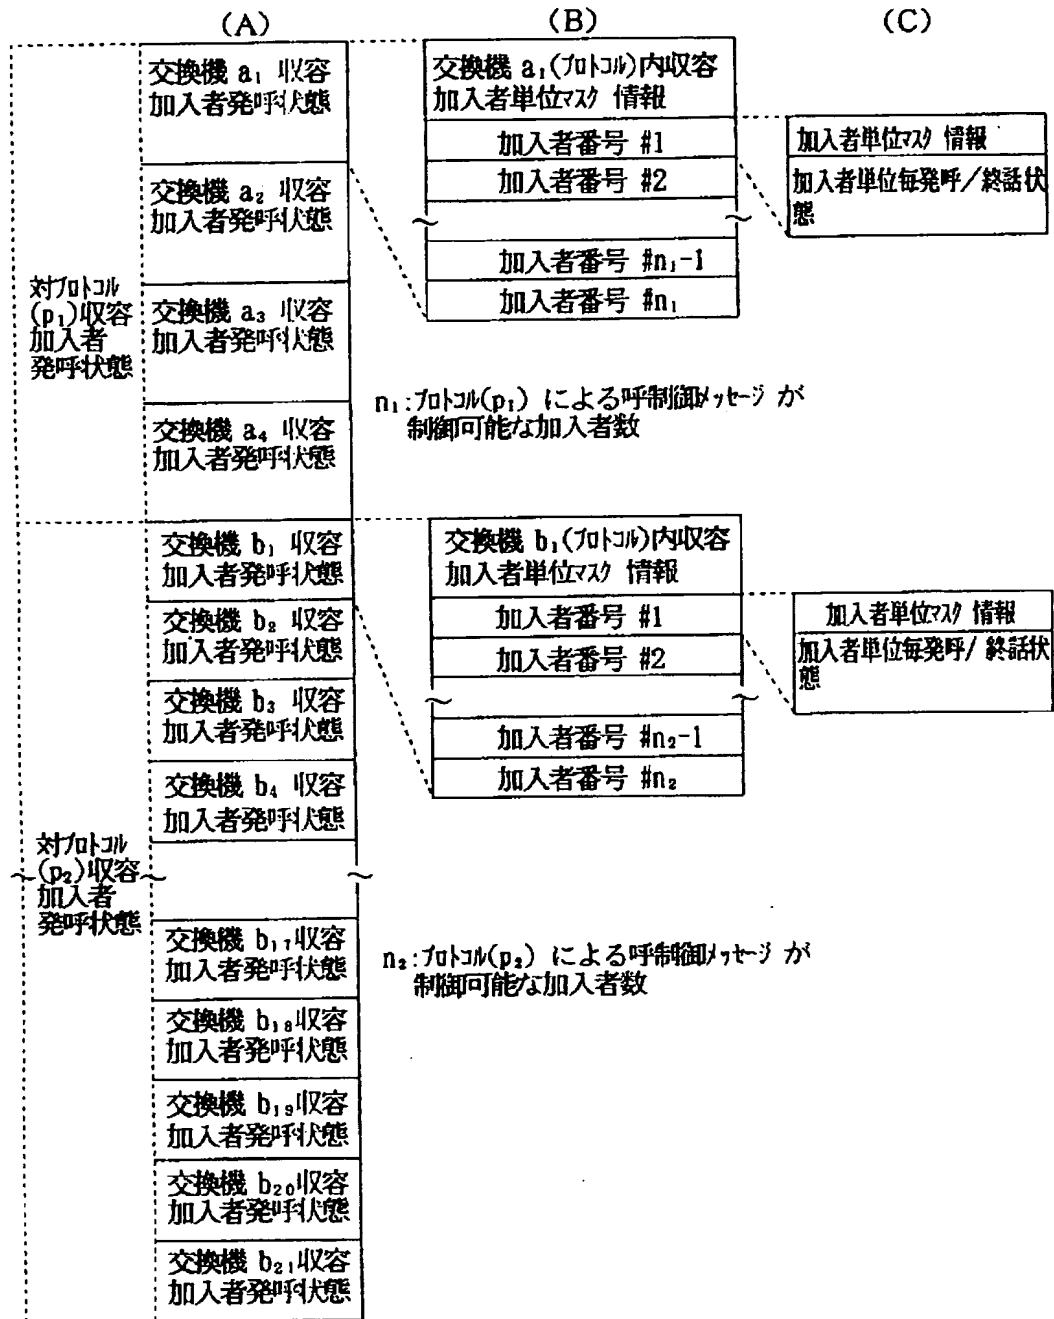 (A)
(B)
(C)
対プロトコル
(p₁)収容
加入者
発呼状態
交換機 a₁ 収容
加入者発呼状態
交換機 a₂ 収容
加入者発呼状態
交換機 a₃ 収容
加入者発呼状態
交換機 a₄ 収容
加入者発呼状態
交換機 a₁(プロトコル)内収容
加入者単位マスク 情報
加入者番号 #1
加入者番号 #2
加入者番号 #n₁-1
加入者番号 #n₁
加入者単位マスク 情報
加入者単位毎発呼/終話状
態
n₁:プロトコル(p₁) による呼制御メッセージ が
制御可能な加入者数
対プロトコル
(p₂)収容
加入者
発呼状態
交換機 b₁ 収容
加入者発呼状態
交換機 b₂ 収容
加入者発呼状態
交換機 b₃ 収容
加入者発呼状態
交換機 b₄ 収容
加入者発呼状態
交換機 b₁₇収容
加入者発呼状態
交換機 b₁₈収容
加入者発呼状態
交換機 b₁₉収容
加入者発呼状態
交換機 b₂₀収容
加入者発呼状態
交換機 b₂₁収容
加入者発呼状態
交換機 b₁(プロトコル)内収容
加入者単位マスク 情報
加入者番号 #1
加入者番号 #2
加入者番号 #n₂-1
加入者番号 #n₂
加入者単位マスク 情報
加入者単位毎発呼/ 終話状
態
n₂:プロトコル(p₂) による呼制御メッセージ が
制御可能な加入者数